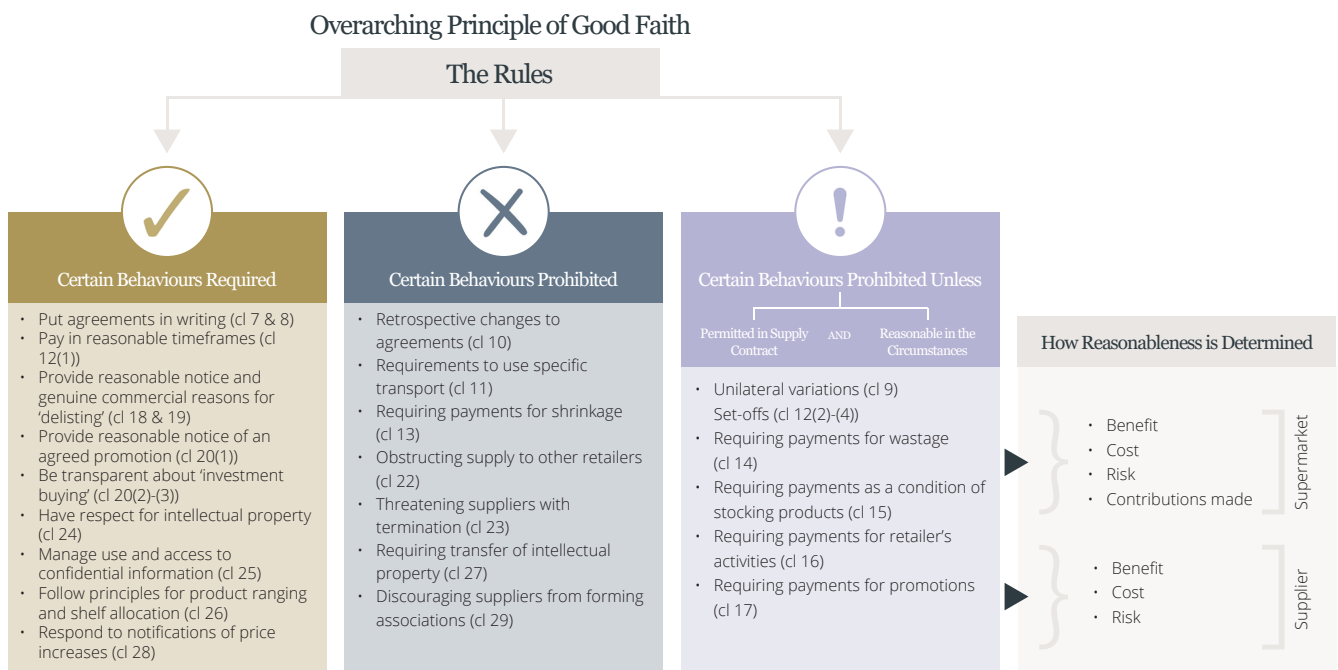 Overarching Principle of Good Faith
The Rules
Certain Behaviours Required
• Put agreements in writing (cl 7 & 8)
• Pay in reasonable timeframes (cl
12(1))
• Provide reasonable notice and
genuine commercial reasons for
‘delisting’ (cl 18 & 19)
• Provide reasonable notice of an
agreed promotion (cl 20(1))
• Be transparent about ‘investment
buying’ (cl 20(2)-(3))
• Have respect for intellectual property
(cl 24)
• Manage use and access to
confidential information (cl 25)
• Follow principles for product ranging
and shelf allocation (cl 26)
• Respond to notifications of price
increases (cl 28)
Certain Behaviours Prohibited
• Retrospective changes to
agreements (cl 10)
• Requirements to use specific
transport (cl 11)
• Requiring payments for shrinkage
(cl 13)
• Obstructing supply to other retailers
(cl 22)
• Threatening suppliers with
termination (cl 23)
• Requiring transfer of intellectual
property (cl 27)
• Discouraging suppliers from forming
associations (cl 29)
!
Certain Behaviours Prohibited Unless
Permitted in Supply
Contract
AND
Reasonable in the
Circumstances
• Unilateral variations (cl 9)
Set-offs (cl 12(2)-(4))
• Requiring payments for wastage
(cl 14)
• Requiring payments as a condition of
stocking products (cl 15)
• Requiring payments for retailer’s
activities (cl 16)
• Requiring payments for promotions
(cl 17)
How Reasonableness is Determined
• Benefit
• Cost
• Risk
• Contributions made
Supermarket
• Benefit
• Cost
• Risk
Supplier